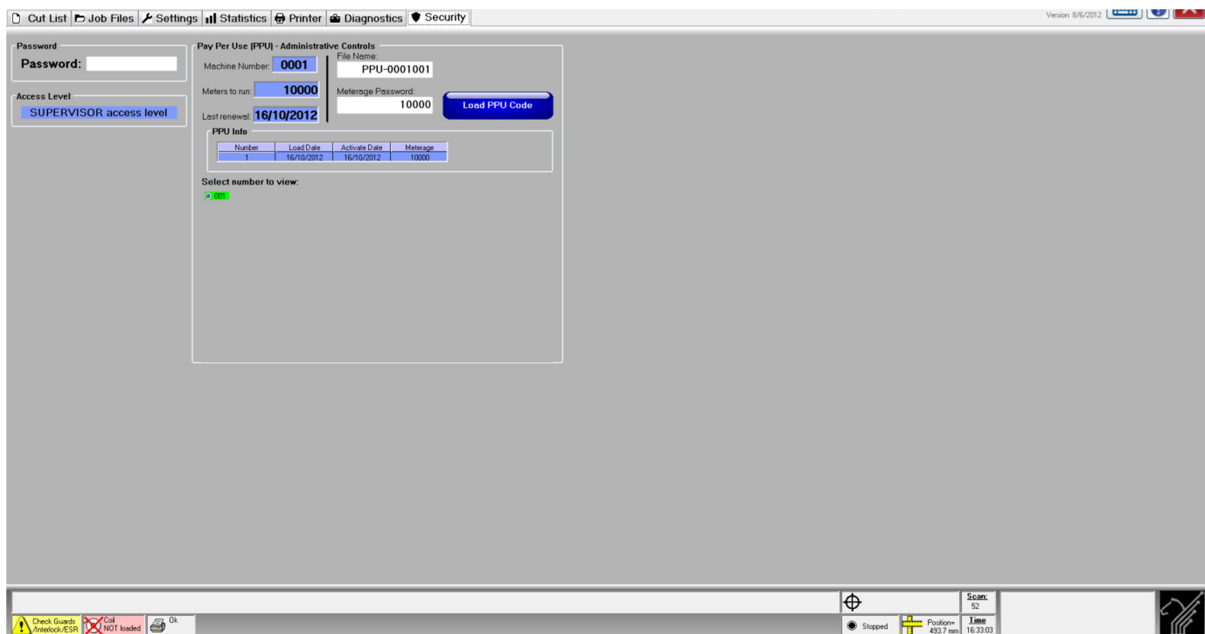 Cut List Job Files Settings Statistics Printer Diagnostics Security
Version: 8/6/2012
Password
Password:
Access Level
SUPERVISOR access level
Pay Per Use (PPU) - Administrative Controls
Machine Number: 0001
Meters to run: 10000
Last renewal: 16/10/2012
File Name:
PPU-0001001
Meterage Password:
10000
Load PPU Code
PPU Info
Number Load Date Activate Date Meterage
1 16/10/2012 16/10/2012 10000
Select number to view:
001
Check Guards
/Interlock/ESR
Coil
NOT loaded
Ok
Stopped
Position=
493.7 mm
Scan:
52
Time
16:33:03